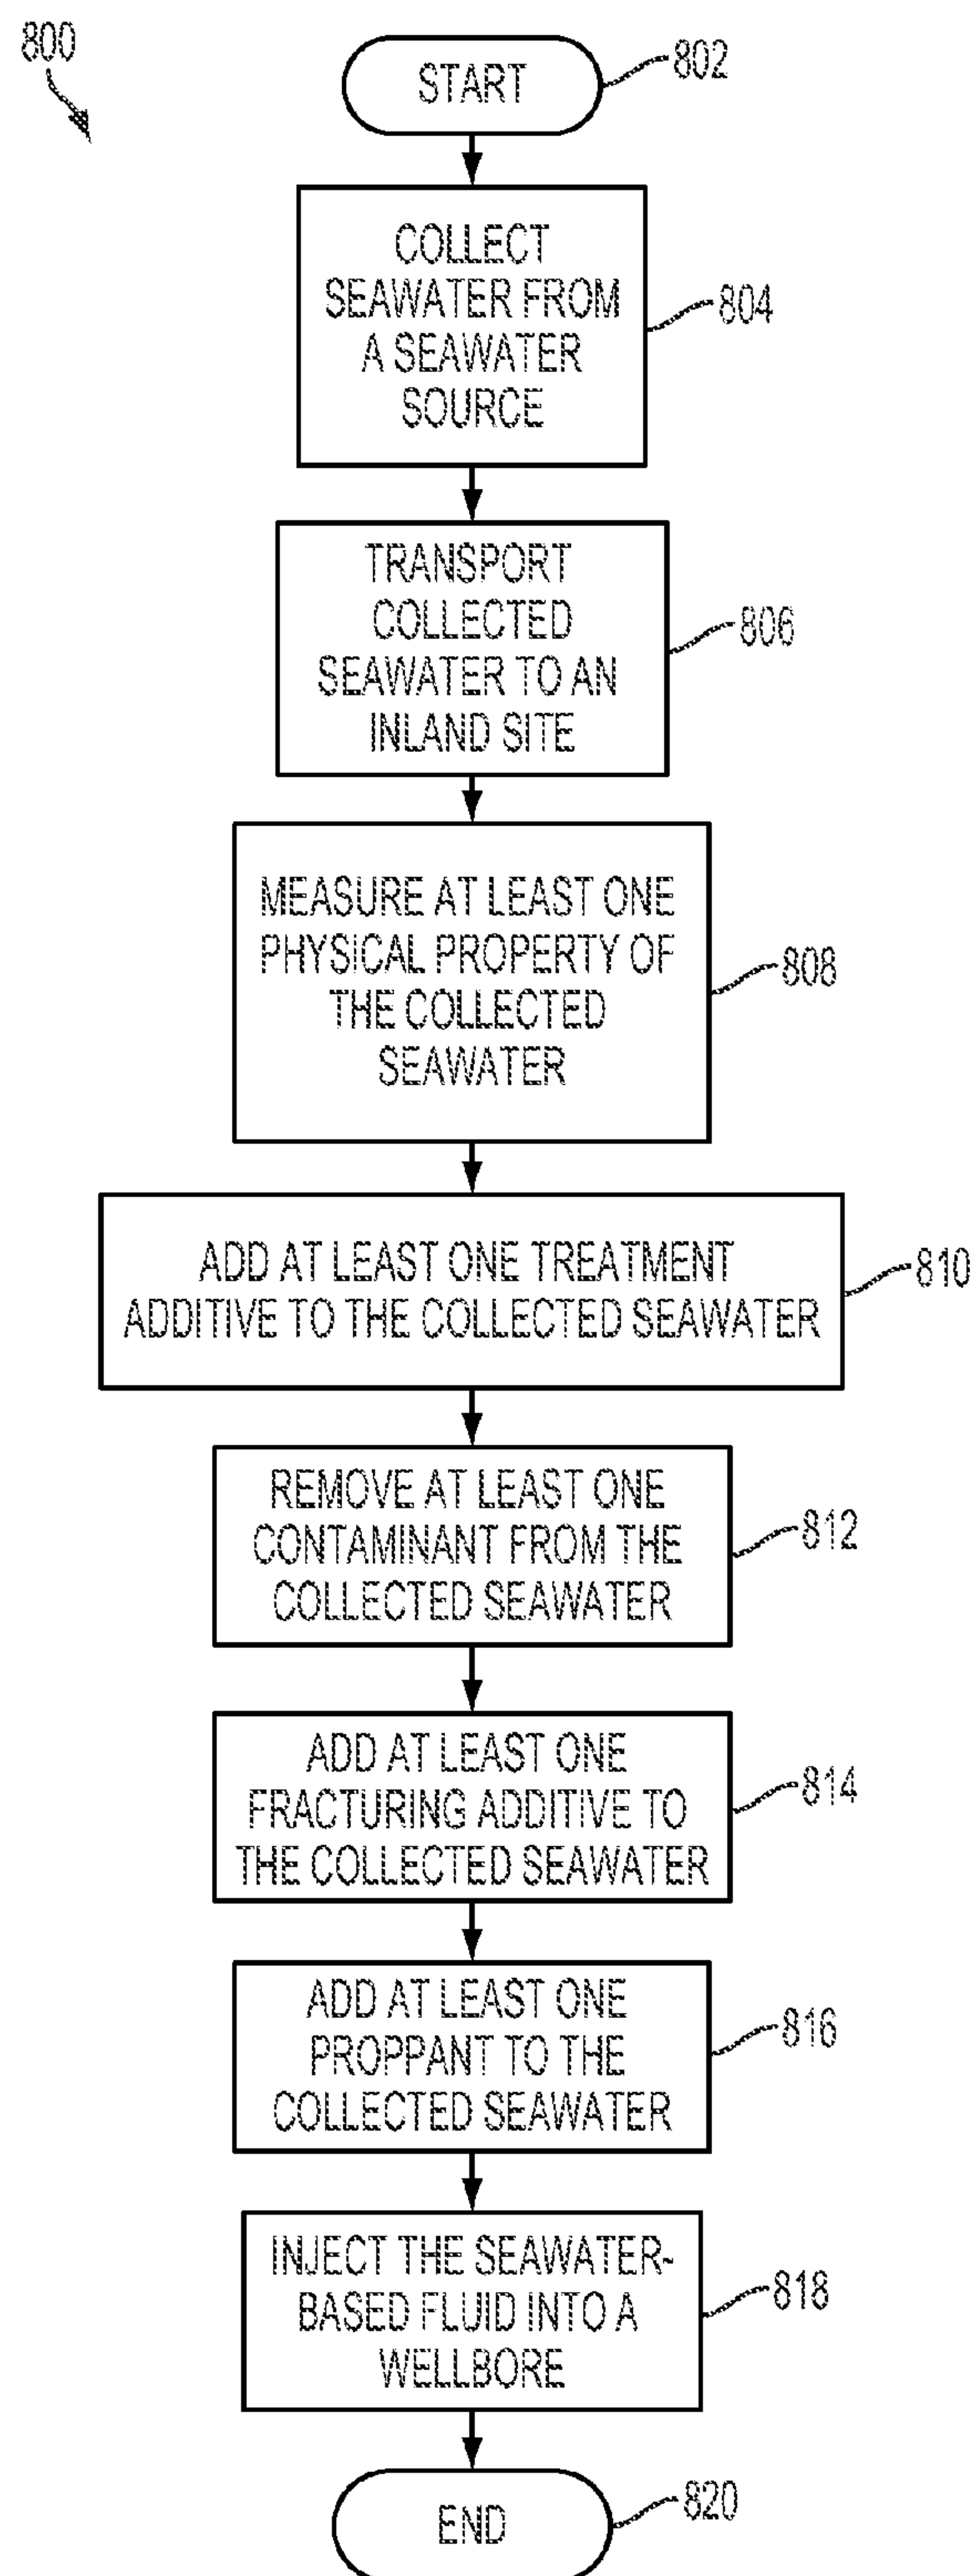 800
START
802
COLLECT
SEAWATER FROM
A SEAWATER
SOURCE
804
TRANSPORT
COLLECTED
SEAWATER TO AN
INLAND SITE
806
MEASURE AT LEAST ONE
PHYSICAL PROPERTY OF
THE COLLECTED
SEAWATER
808
ADD AT LEAST ONE TREATMENT
ADDITIVE TO THE COLLECTED SEAWATER
810
REMOVE AT LEAST ONE
CONTAMINANT FROM THE
COLLECTED SEAWATER
812
ADD AT LEAST ONE
FRACTURING ADDITIVE TO
THE COLLECTED SEAWATER
814
ADD AT LEAST ONE
PROPPANT TO THE
COLLECTED SEAWATER
816
INJECT THE SEAWATER-
BASED FLUID INTO A
WELLBORE
818
END
820